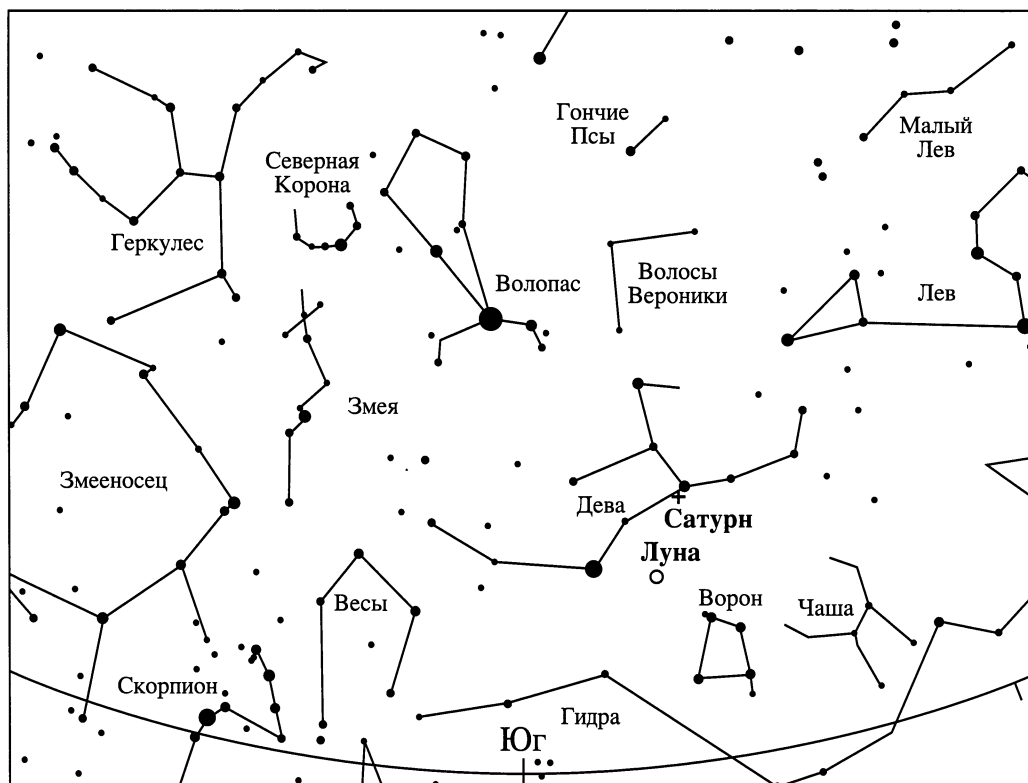 Гончие
Псы
Малый
Лев
Северная
Корона
Геркулес
Волопас
Волосы
Вероники
Лев
Змея
Змееносец
Дева
Сатурн
Луна
Весы
Ворон
Чаша
Скорпион
Гидра
Юг